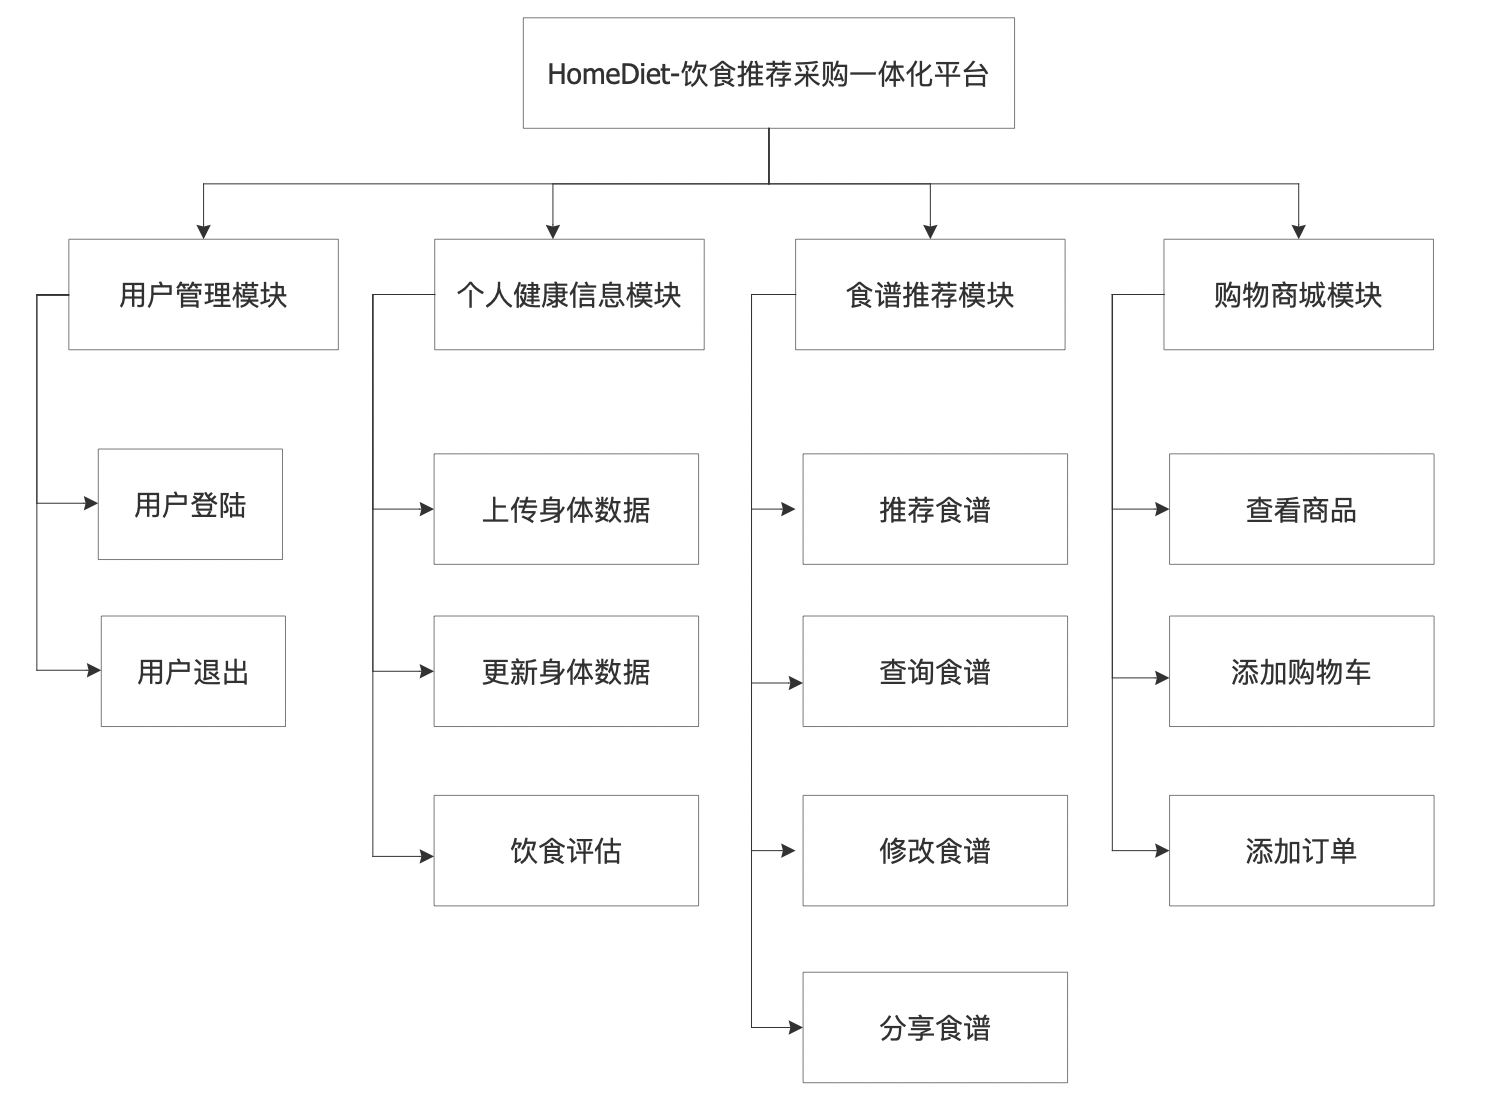 HomeDiet-饮食推荐采购一体化平台
用户管理模块
个人健康信息模块
食谱推荐模块
购物商城模块
用户登陆
上传身体数据
推荐食谱
查看商品
用户退出
更新身体数据
查询食谱
添加购物车
饮食评估
修改食谱
添加订单
分享食谱